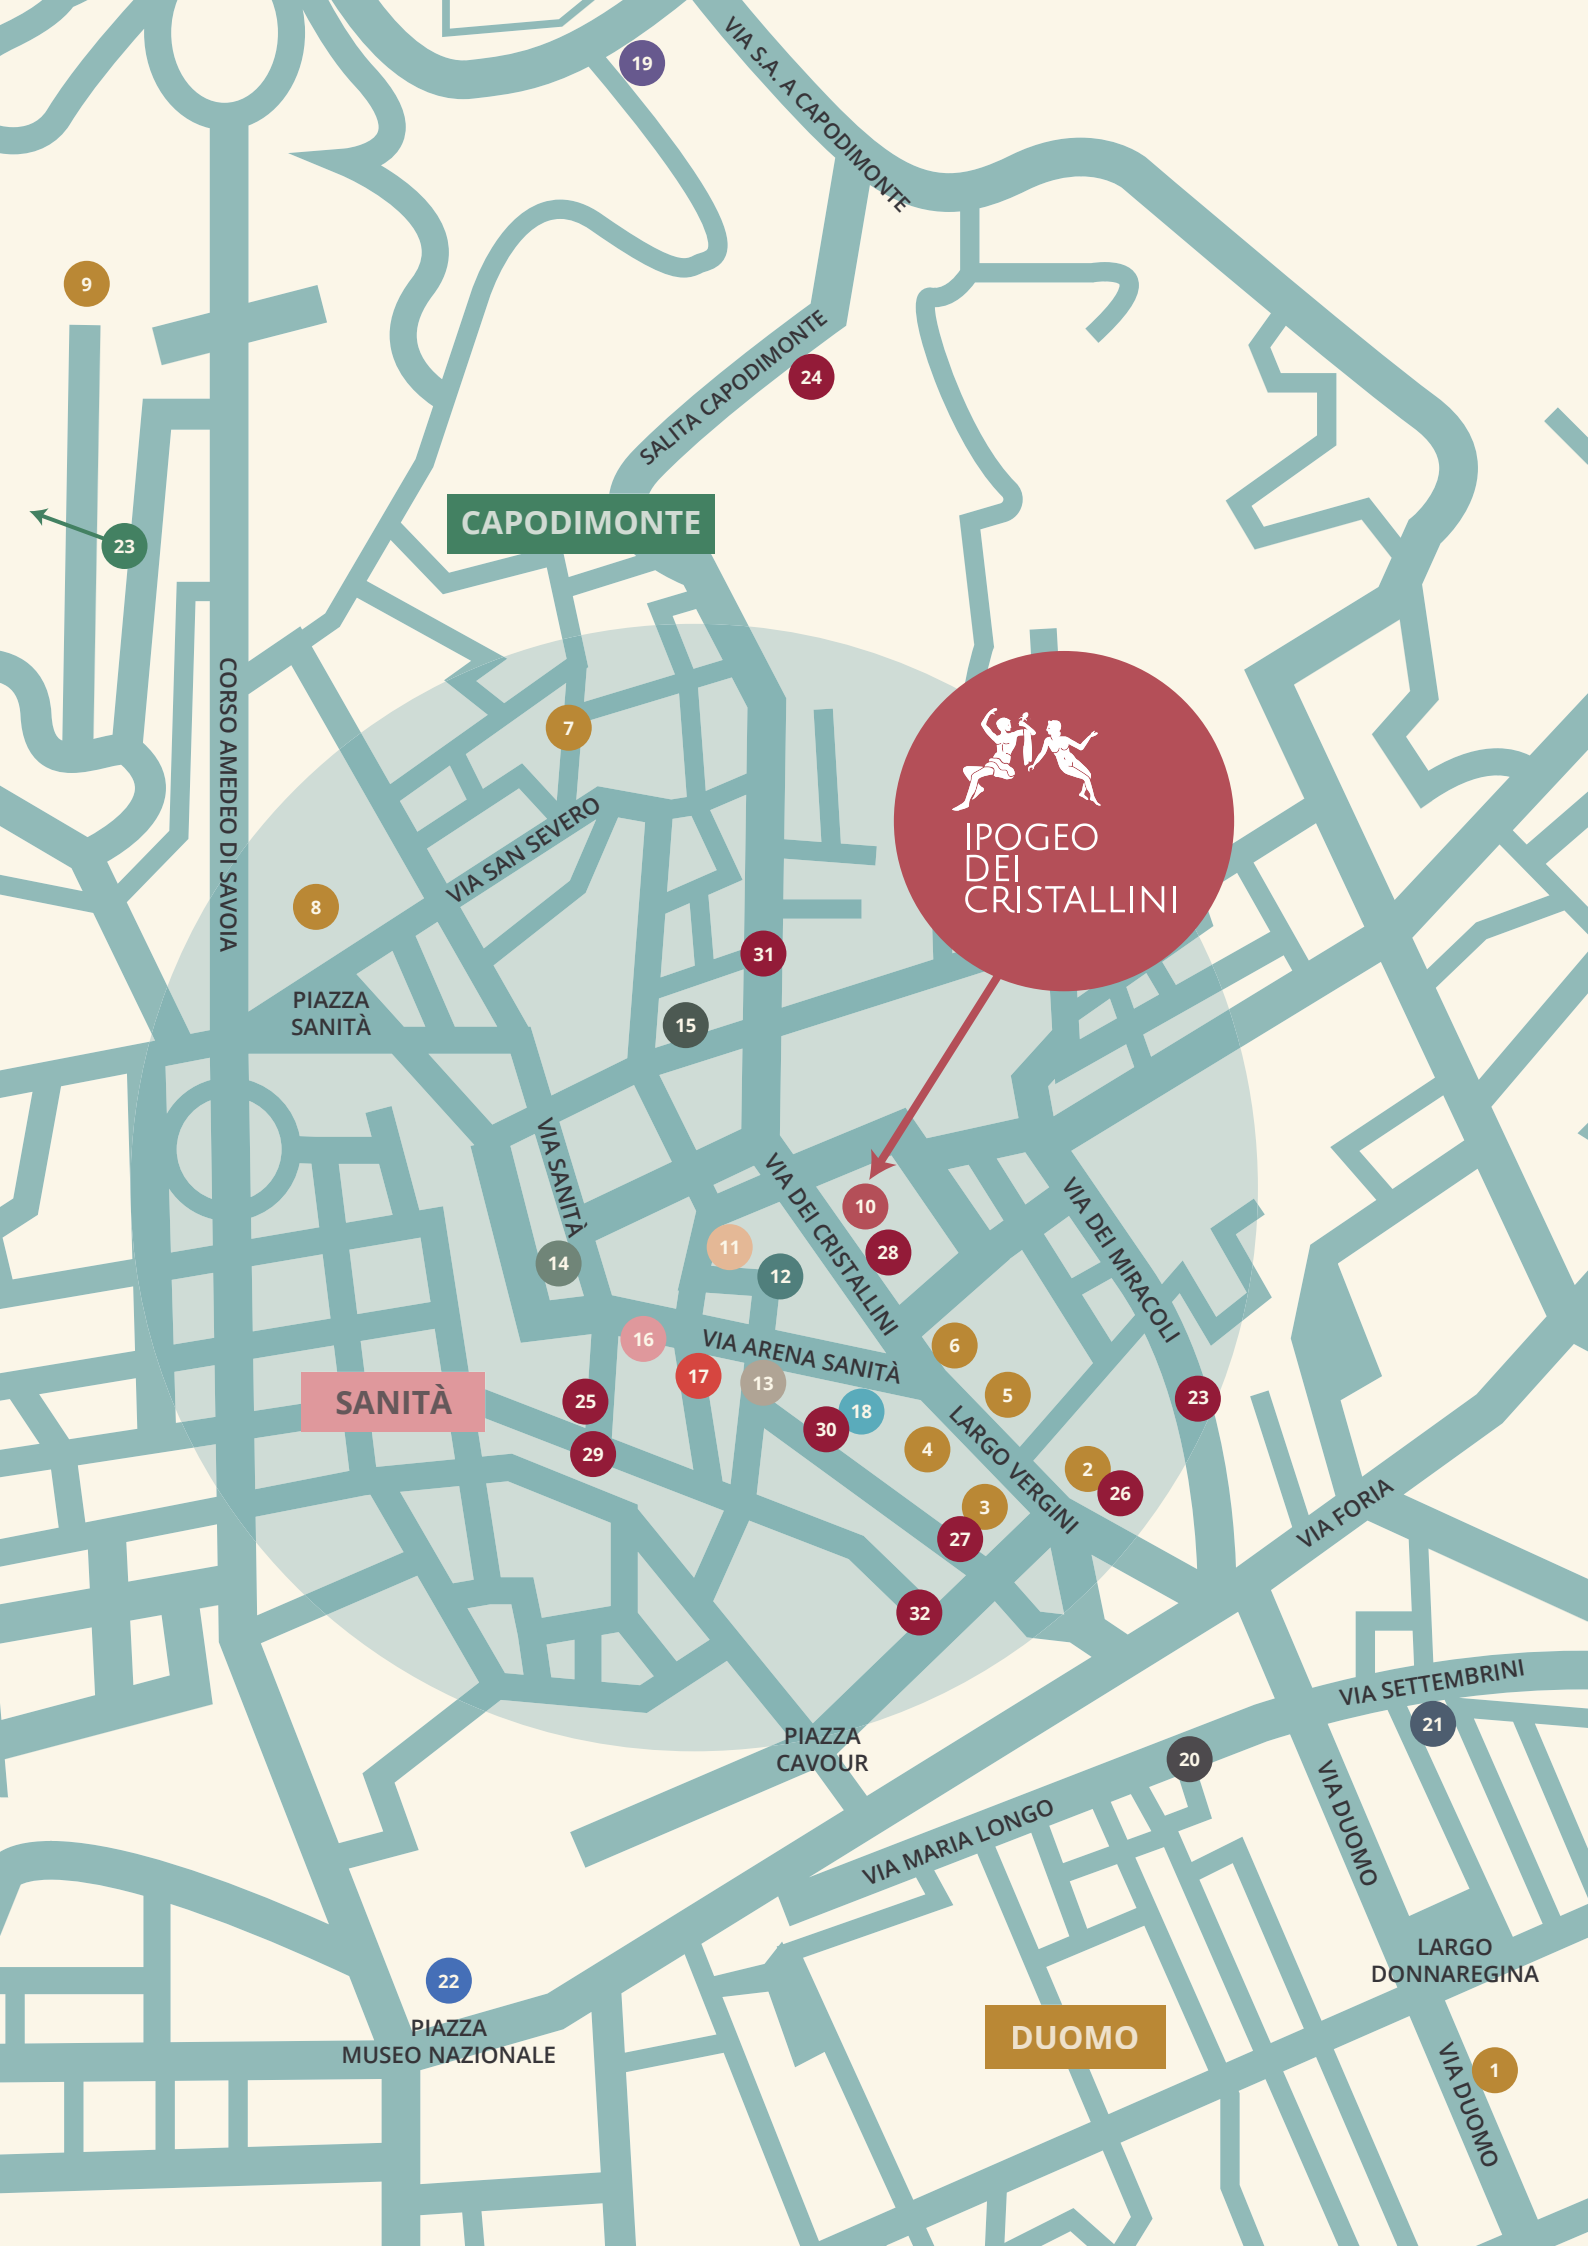 VIA S.A. A CAPODIMONTE
19
9
SALITA CAPODIMONTE
24
CAPODIMONTE
23
CORSO AMEDEO DI SAVOIA
7
IPOGEO
DEI
CRISTALLINI
VIA SAN SEVERO
8
31
PIAZZA
SANITÀ
15
VIA SANITÀ
VIA DEI CRISTALLINI
10
VIA DEI MIRACOLI
11
28
14
12
16
VIA ARENA SANITÀ
6
17
13
5
SANITÀ
25
18
23
30
29
4
LARGO VERGINI
2
26
3
27
VIA FORIA
32
VIA SETTEMBRINI
PIAZZA
CAVOUR
21
20
VIA MARIA LONGO
VIA DUOMO
LARGO
DONNAREGINA
22
PIAZZA
MUSEO NAZIONALE
DUOMO
1
VIA DUOMO